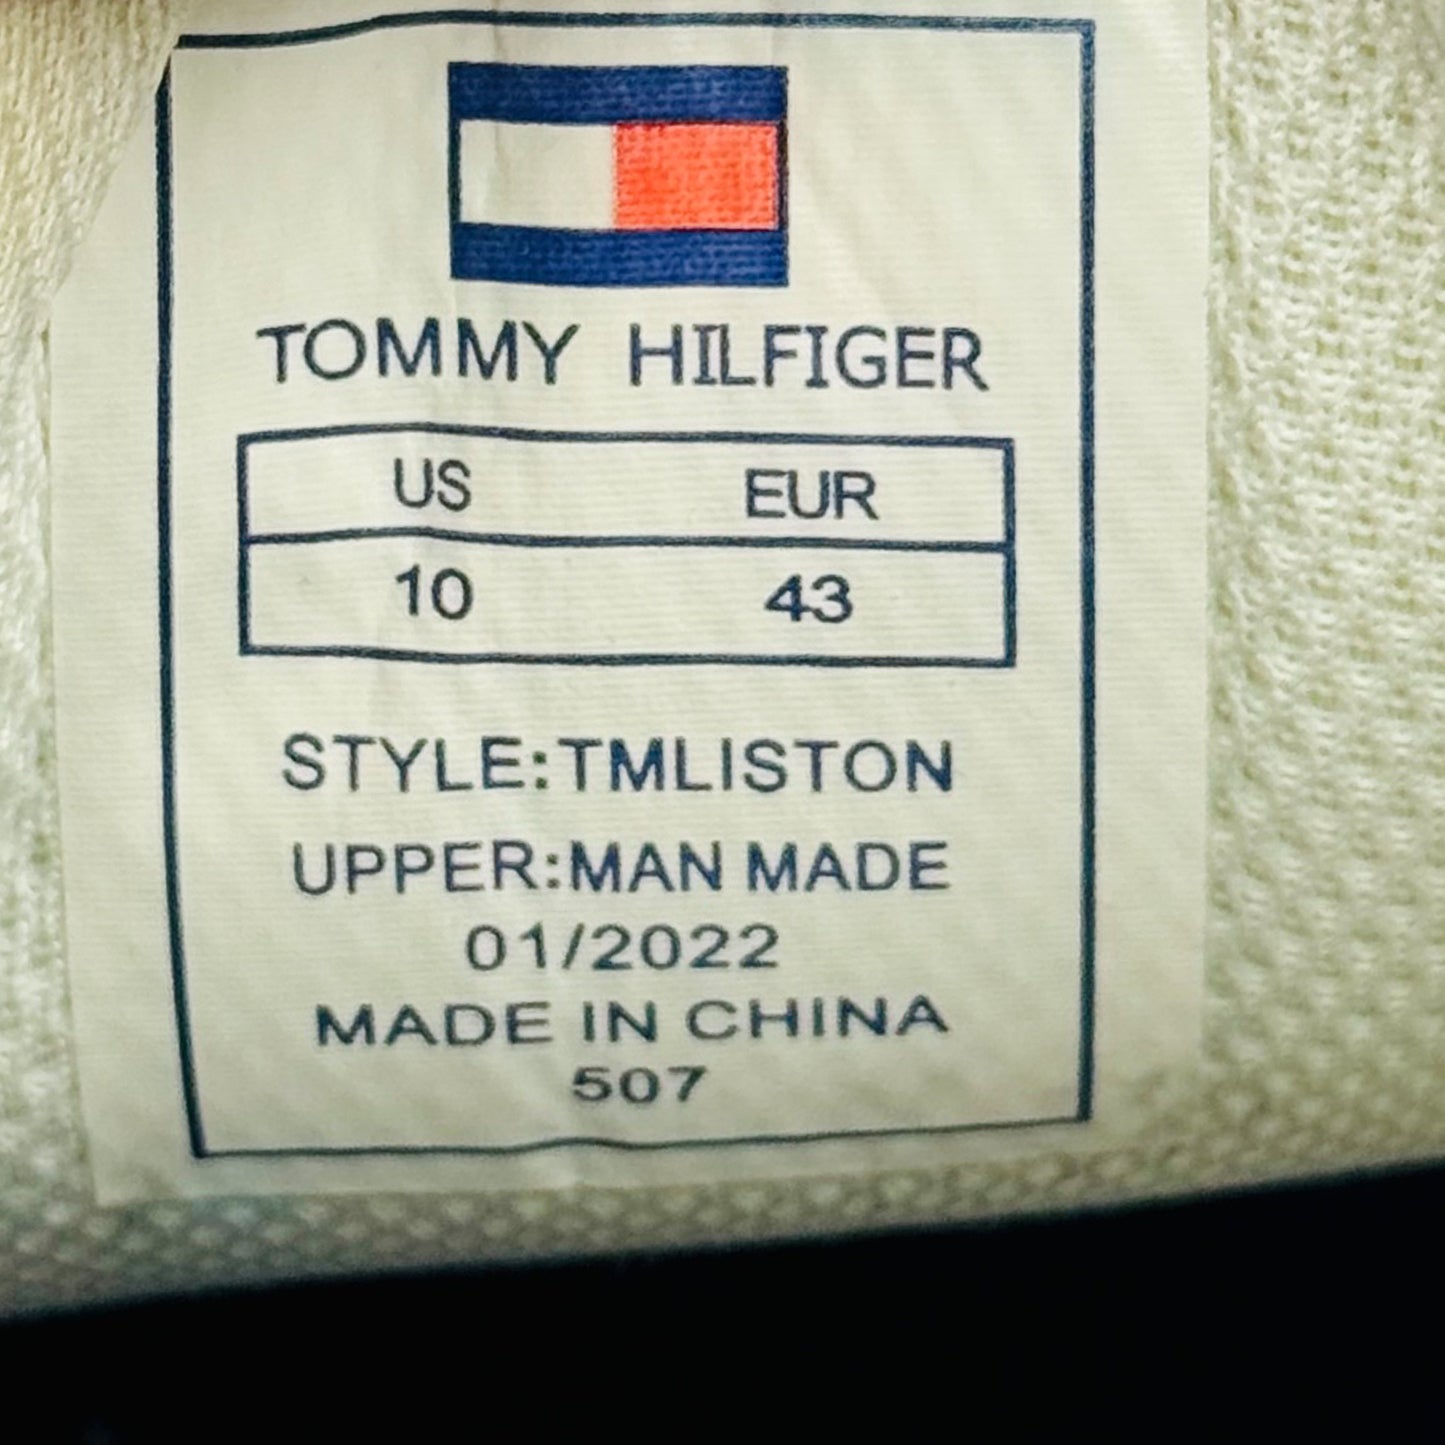 TOMMY HILFIGER
US EUR
10 43
STYLE:TMLISTON
UPPER:MAN MADE
01/2022
MADE IN CHINA
507